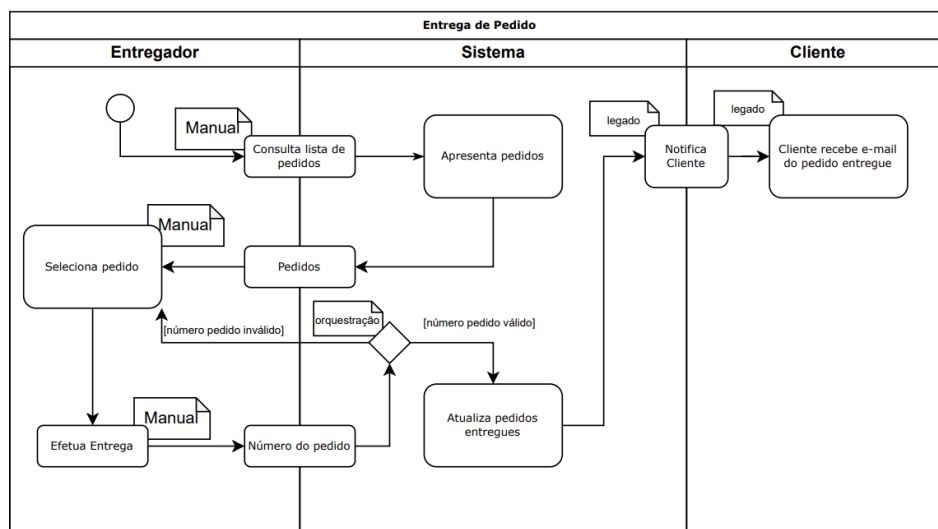 Entrega de Pedido
Entregador
Sistema
Cliente
Manual
Consulta lista de
pedidos
Apresenta pedidos
legado
Notifica
Cliente
legado
Cliente recebe e-mail
do pedido entregue
Manual
Seleciona pedido
Pedidos
orquestração
[número pedido inválido]
[número pedido válido]
Atualiza pedidos
entregues
Manual
Efetua Entrega
Número do pedido